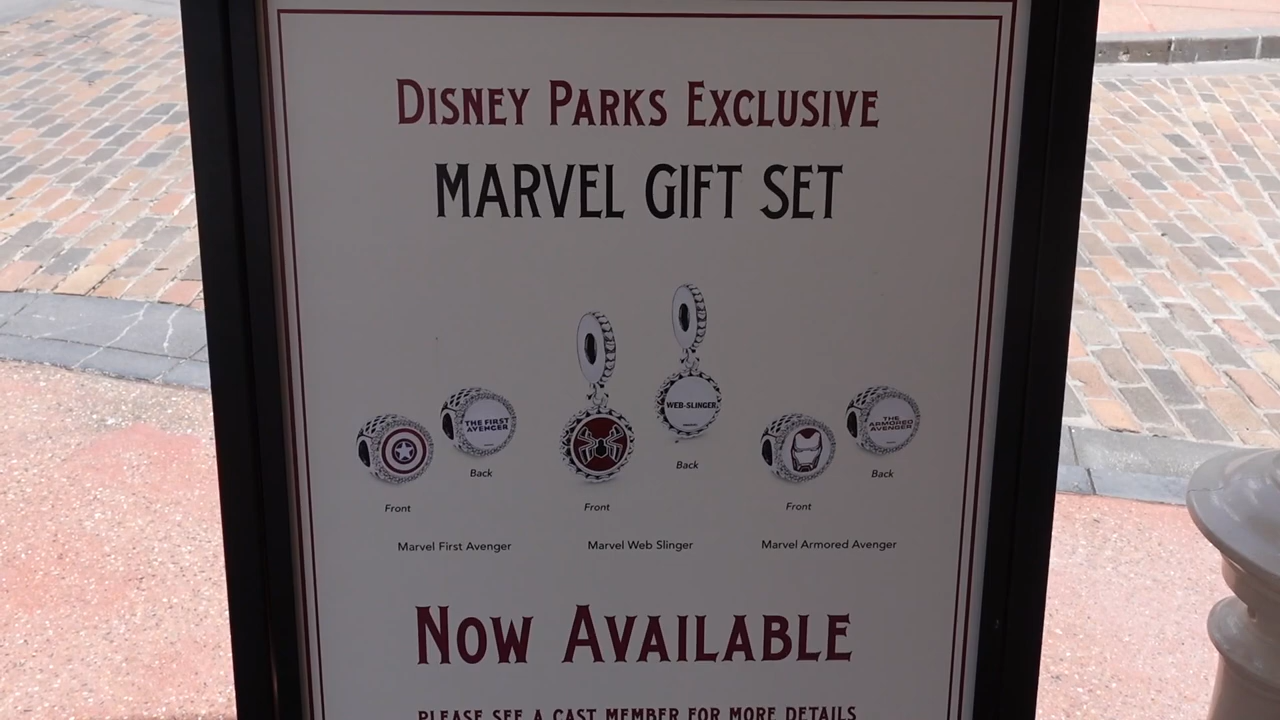 Disney Parks Exclusive
MARVEL GIFT SET
THE FIRST
AVENGER
WEB-SLINGER
THE
ARMORED
AVENGER
Back
Back
Back
Front
Front
Front
Marvel First Avenger
Marvel Web Slinger
Marvel Armored Avenger
Now Available
PLEASE SEE A CAST MEMBER FOR MORE DETAILS